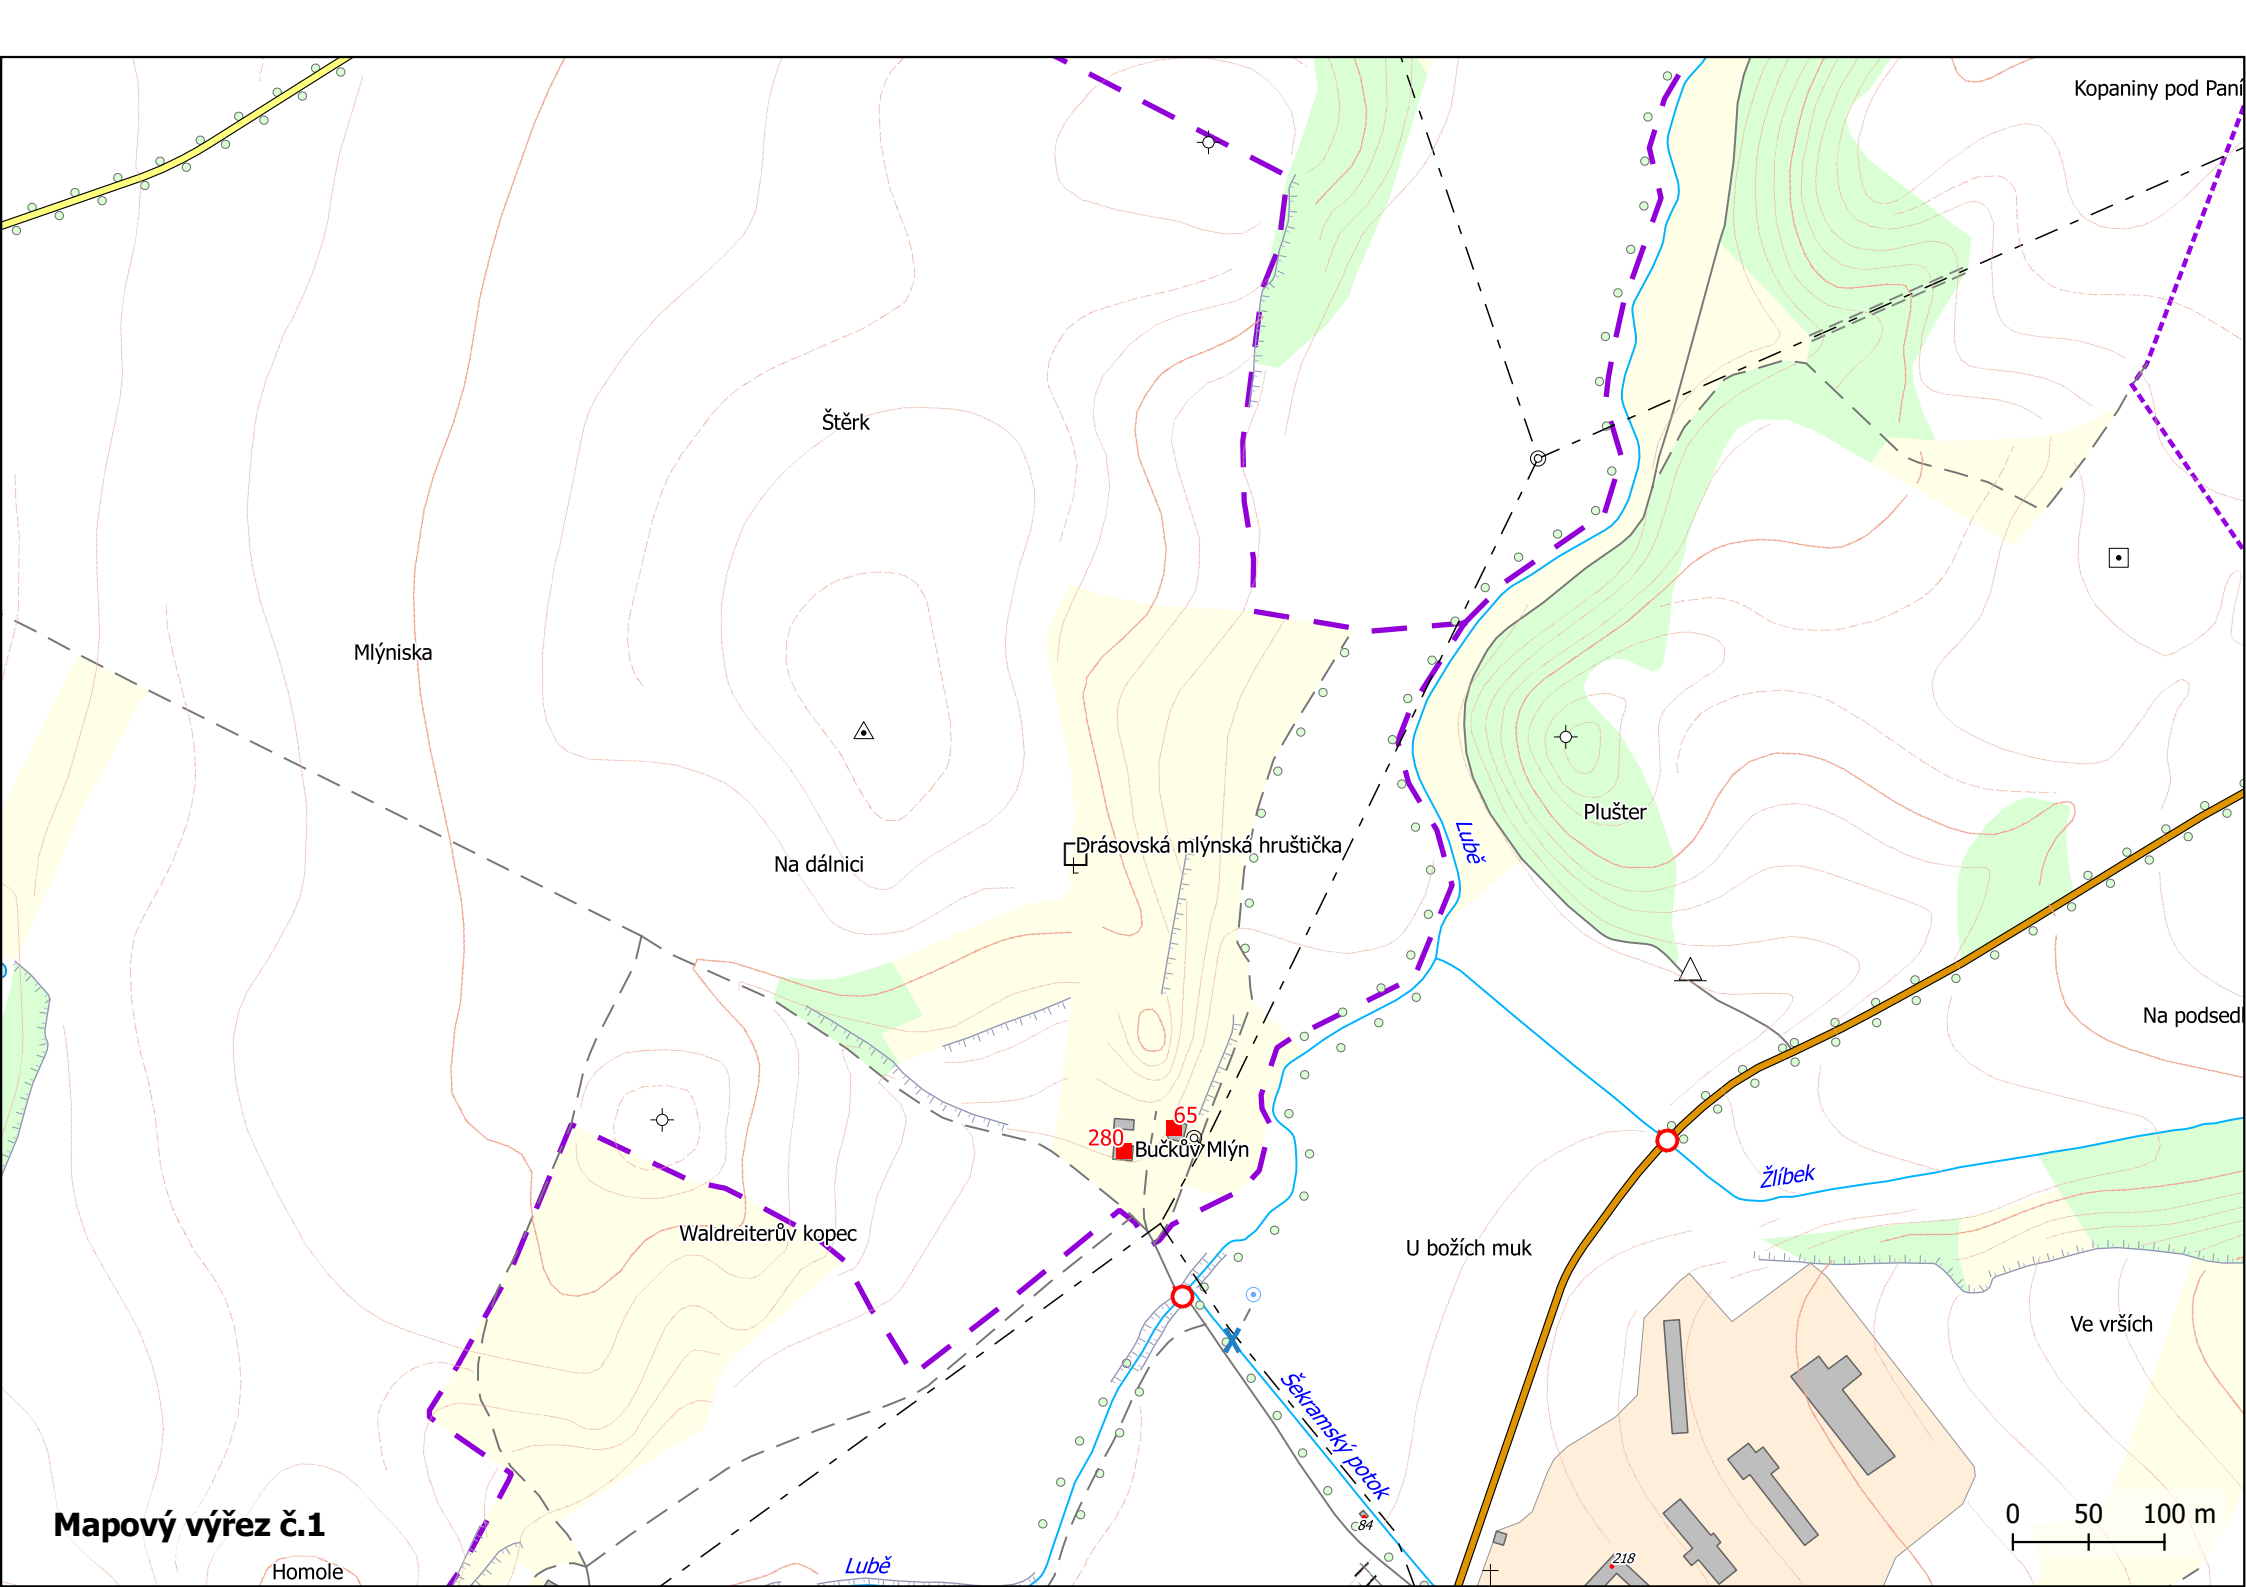 Kopaniny pod Paní
Štěrk
Mlýniska
Plušter
Lubě
Drásovská mlýnská hruštička
Na dálnici
Na podsedl
65
280
Bučkův Mlýn
Žlíbek
Waldreiterův kopec
U božích muk
Ve vrších
Šekramský potok
Mapový výřez č.1
0 50 100 m
84
218
Lubě
Homole